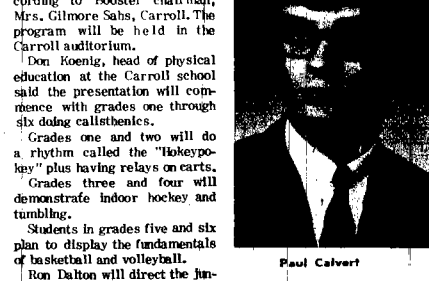 cording to Booster chairman,
Mrs. Gilmore Sahs, Carroll. The
program will be held in the
Carroll auditorium.
Don Koenig, head of physical
education at the Carroll school
said the presentation will com-
mence with grades one through
six doing calisthenics.
Grades one and two will do
a rhythm called the "Hokeypo-
key" plus having relays on carts.
Grades three and four will
demonstrate indoor hockey and
tumbling.
Students in grades five and six
plan to display the fundamentals
of basketball and volleyball.
Ron Dalton will direct the jun-
Paul Calvert